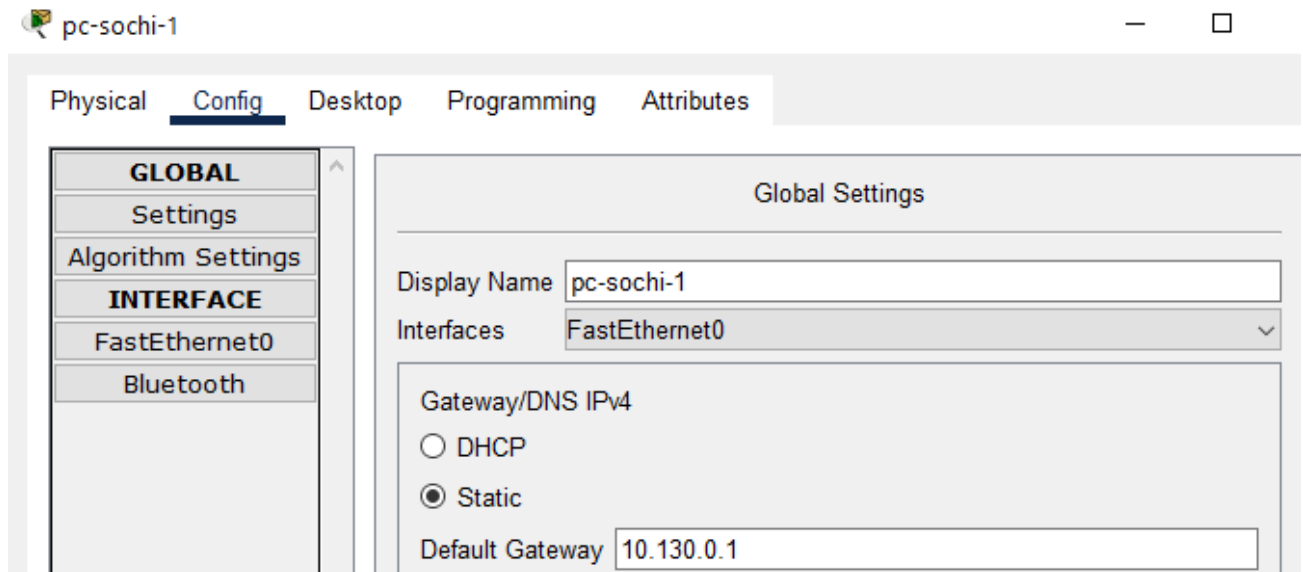 pc-sochi-1
Physical Config Desktop Programming Attributes
GLOBAL
Settings
Algorithm Settings
INTERFACE
FastEthernet0
Bluetooth
Global Settings
Display Name pc-sochi-1
Interfaces FastEthernet0
Gateway/DNS IPv4
DHCP
Static
Default Gateway 10.130.0.1